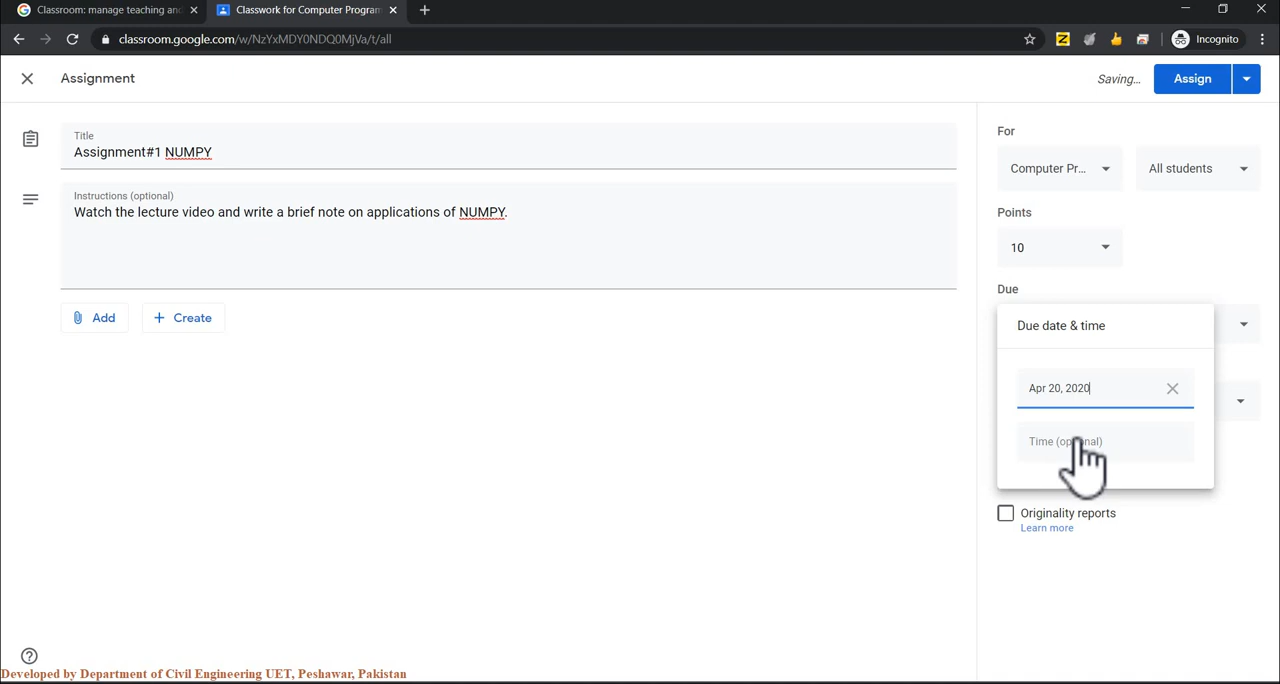 Classroom: manage teaching an
Classwork for Computer Program
classroom.google.com/w/NzYxMDY0NDQ0MjVa/t/all
Incognito
Assignment
Saving...
Assign
Title
Assignment#1 NUMPY
Instructions (optional)
Watch the lecture video and write a brief note on applications of NUMPY.
Add
Create
For
Computer Pr...
All students
Points
10
Due
Due date & time
Apr 20, 2020
Time (optional)
Originality reports
Learn more
Developed by Department of Civil Engineering UET, Peshawar, Pakistan